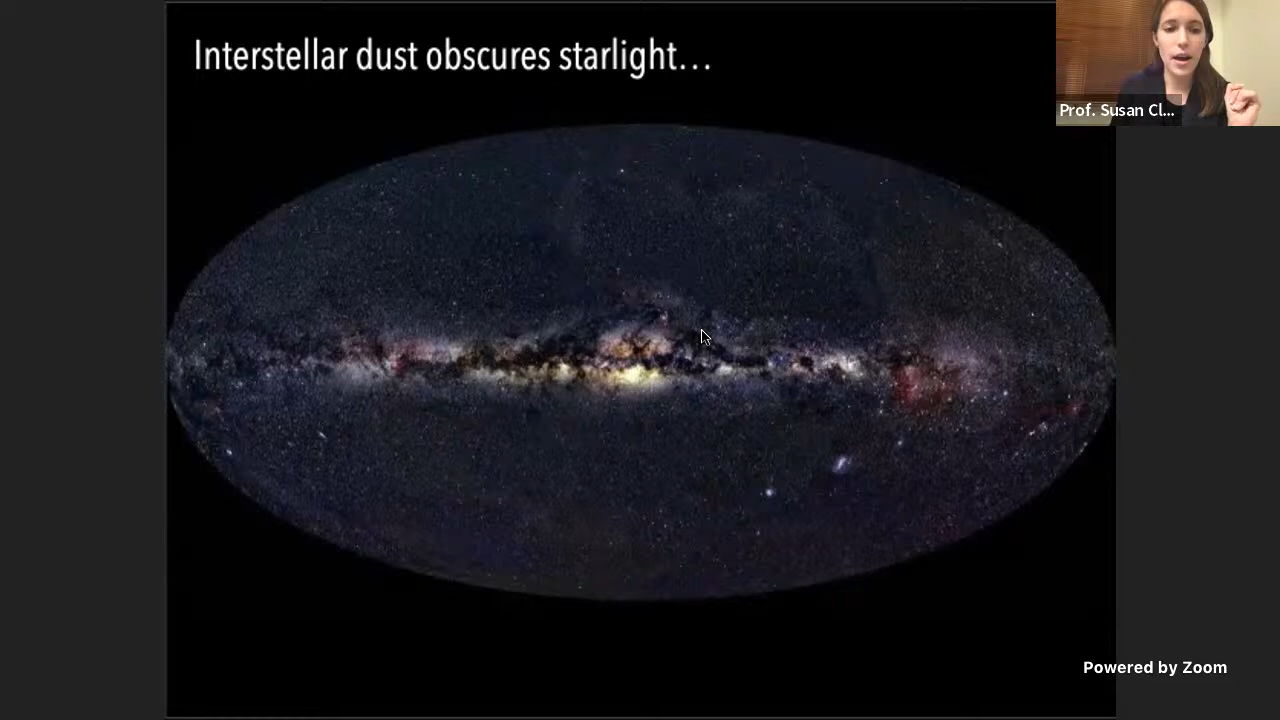 Interstellar dust obscures starlight...
Prof. Susan Cl...
Powered by Zoom